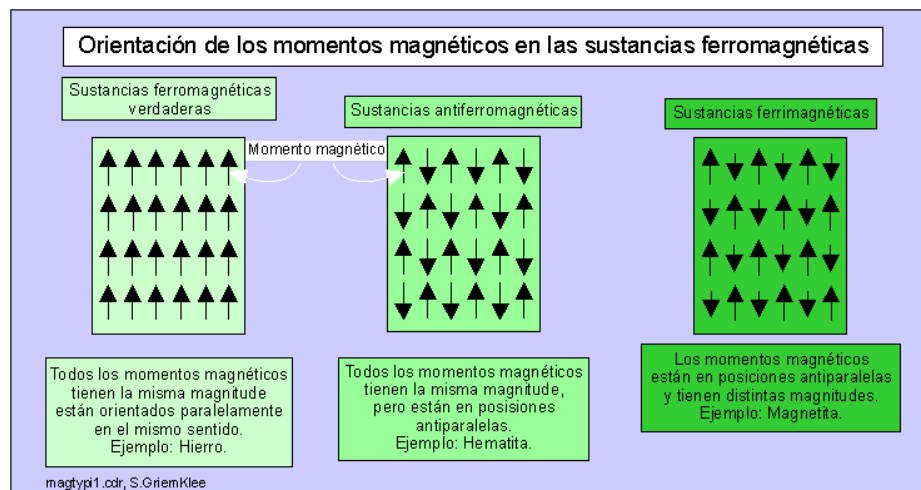 Orientación de los momentos magnéticos en las sustancias ferromagnéticas
Sustancias ferromagnéticas
verdaderas
Sustancias antiferromagnéticas
Sustancias ferrimagnéticas
Momento magnético
Todos los momentos magnéticos
tienen la misma magnitude
están orientados paralelamente
en el mismo sentido.
Ejemplo: Hierro.
Todos los momentos magnéticos
tienen la misma magnitude,
pero están en posisiones
antiparalelas.
Ejemplo: Hematita.
Los momentos magnéticos
están en posiciones antiparalelas
y tienen distintas magnitudes.
Ejemplo: Magnetita.
magtypi1.cdr, S.GriemKlee